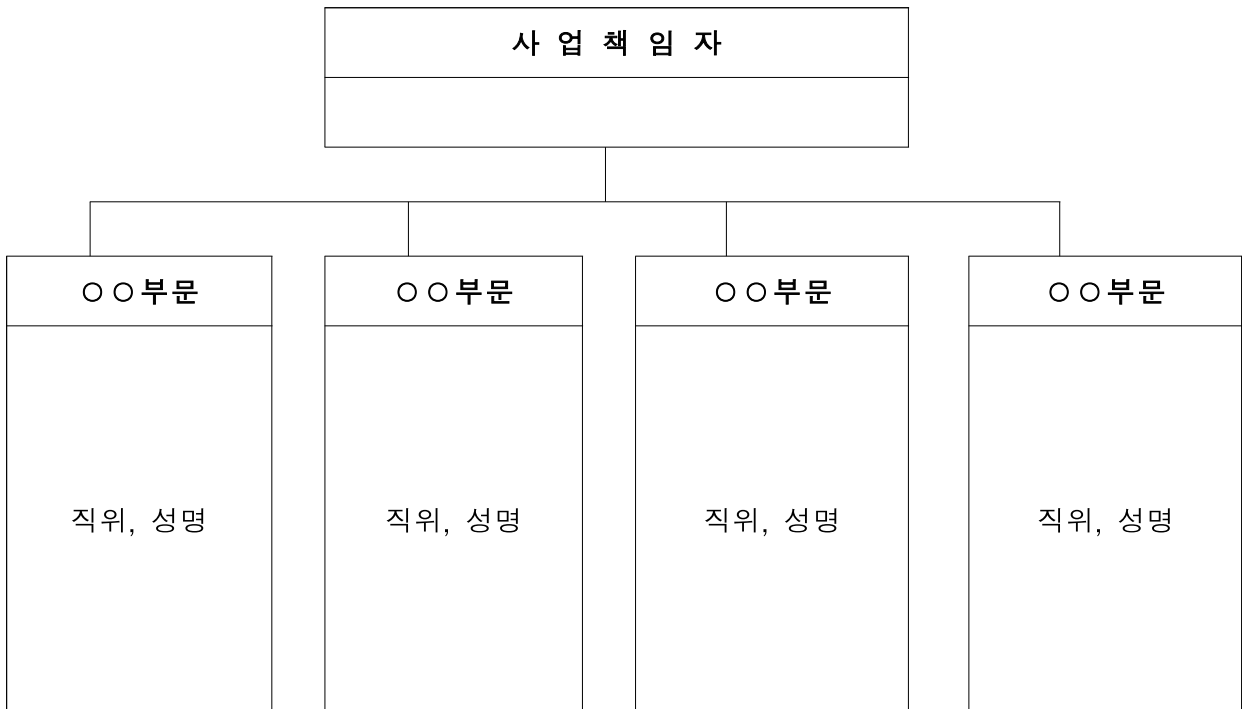 사 업 책 임 자
○○부문 ○○부문 ○○부문 ○○부문
직위, 성명 직위, 성명 직위, 성명 직위, 성명